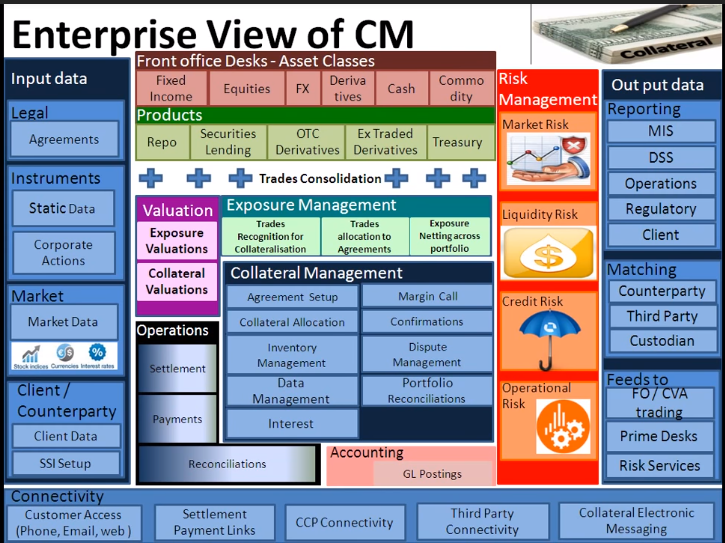 Enterprise View of CM
Collateral
Input data
Legal
Agreements
Instruments
Static Data
Corporate
Actions
Market
Market Data
Stock indices Currencies Interest rates
Client /
Counterparty
Client Data
SSI Setup
Front office Desks - Asset Classes
Fixed
Income
Equities
FX
Deriva
tives
Cash
Commo
dity
Products
Repo
Securities
Lending
OTC
Derivatives
Ex Traded
Derivatives
Treasury
Trades Consolidation
Valuation
Exposure
Valuations
Collateral
Valuations
Exposure Management
Trades
Recognition for
Collateralisation
Trades
allocation to
Agreements
Exposure
Netting across
portfolio
Collateral Management
Agreement Setup
Margin Call
Collateral Allocation
Confirmations
Inventory
Management
Dispute
Management
Data
Management
Portfolio
Reconciliations
Interest
Operations
Settlement
Payments
Reconciliations
Accounting
GL Postings
Risk
Management
Market Risk
Liquidity Risk
Credit Risk
Operational
Risk
Out put data
Reporting
MIS
DSS
Operations
Regulatory
Client
Matching
Counterparty
Third Party
Custodian
Feeds to
FO / CVA
trading
Prime Desks
Risk Services
Connectivity
Customer Access
(Phone, Email, web )
Settlement
Payment Links
CCP Connectivity
Third Party
Connectivity
Collateral Electronic
Messaging